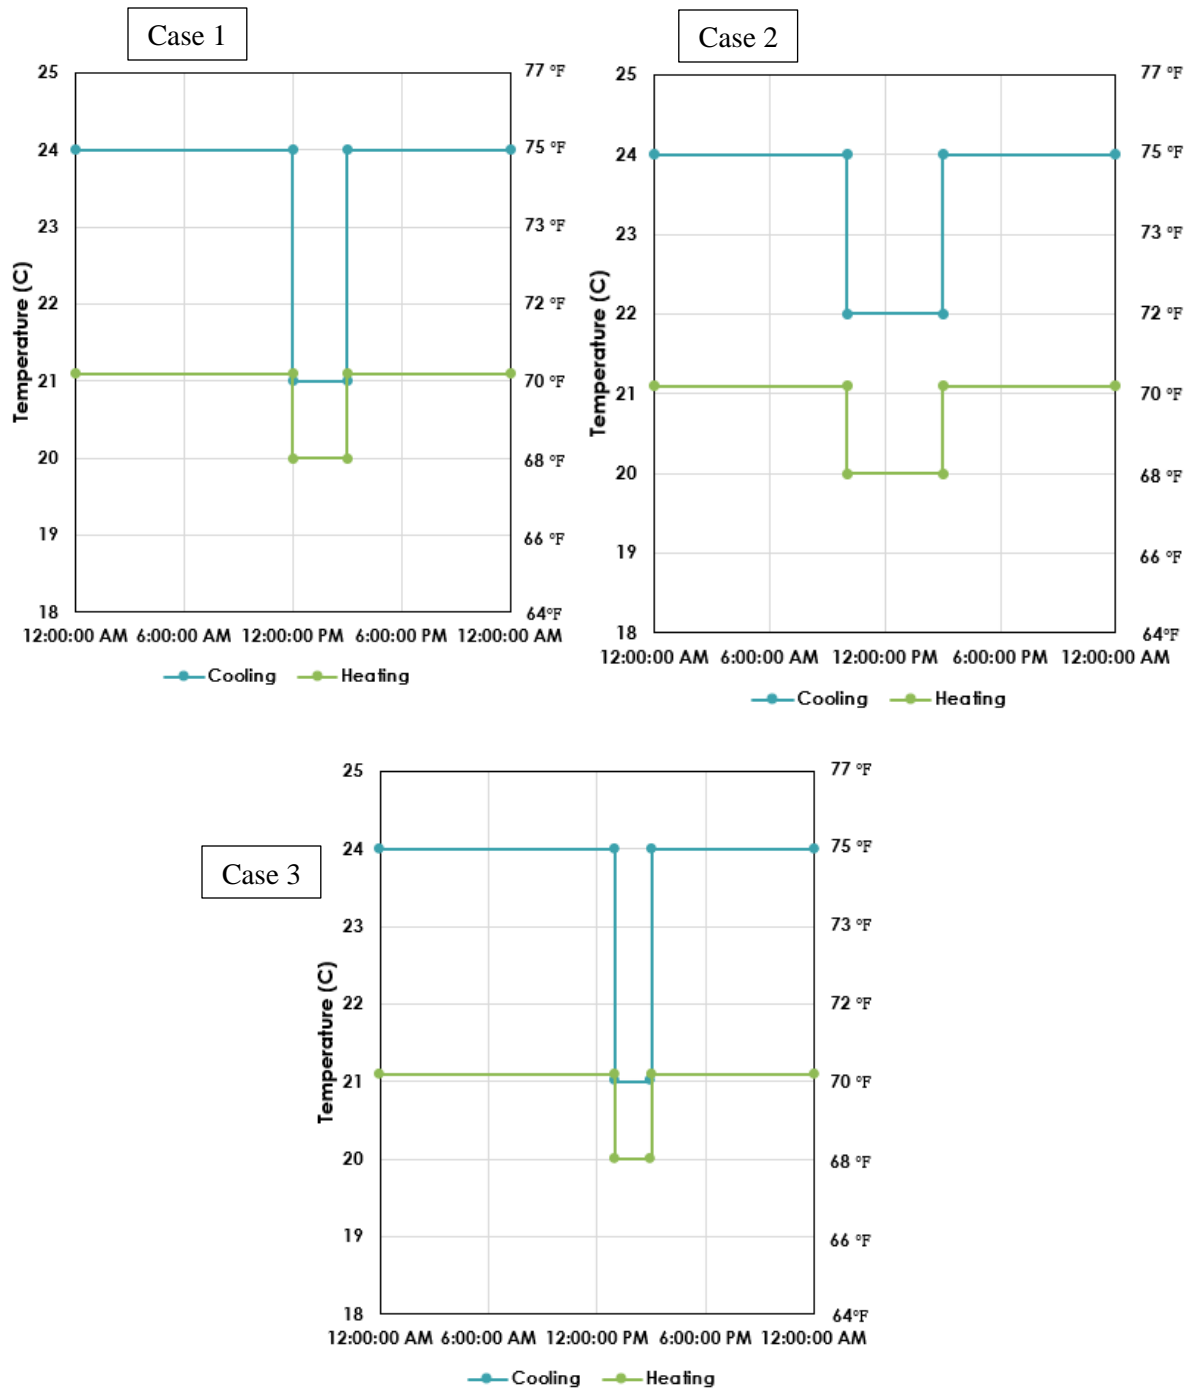 Case 1
25
24
23
22
21
20
19
18
Temperature (C)
77 °F
75 °F
73 °F
72 °F
70 °F
68 °F
66 °F
64°F
12:00:00 AM 6:00:00 AM 12:00:00 PM 6:00:00 PM 12:00:00 AM
Cooling Heating
Case 2
25
24
23
22
21
20
19
18
Temperature (C)
77 °F
75 °F
73 °F
72 °F
70 °F
68 °F
66 °F
64°F
12:00:00 AM 6:00:00 AM 12:00:00 PM 6:00:00 PM 12:00:00 AM
Cooling Heating
Case 3
25
24
23
22
21
20
19
18
Temperature (C)
77 °F
75 °F
73 °F
72 °F
70 °F
68 °F
66 °F
64°F
12:00:00 AM 6:00:00 AM 12:00:00 PM 6:00:00 PM 12:00:00 AM
Cooling Heating